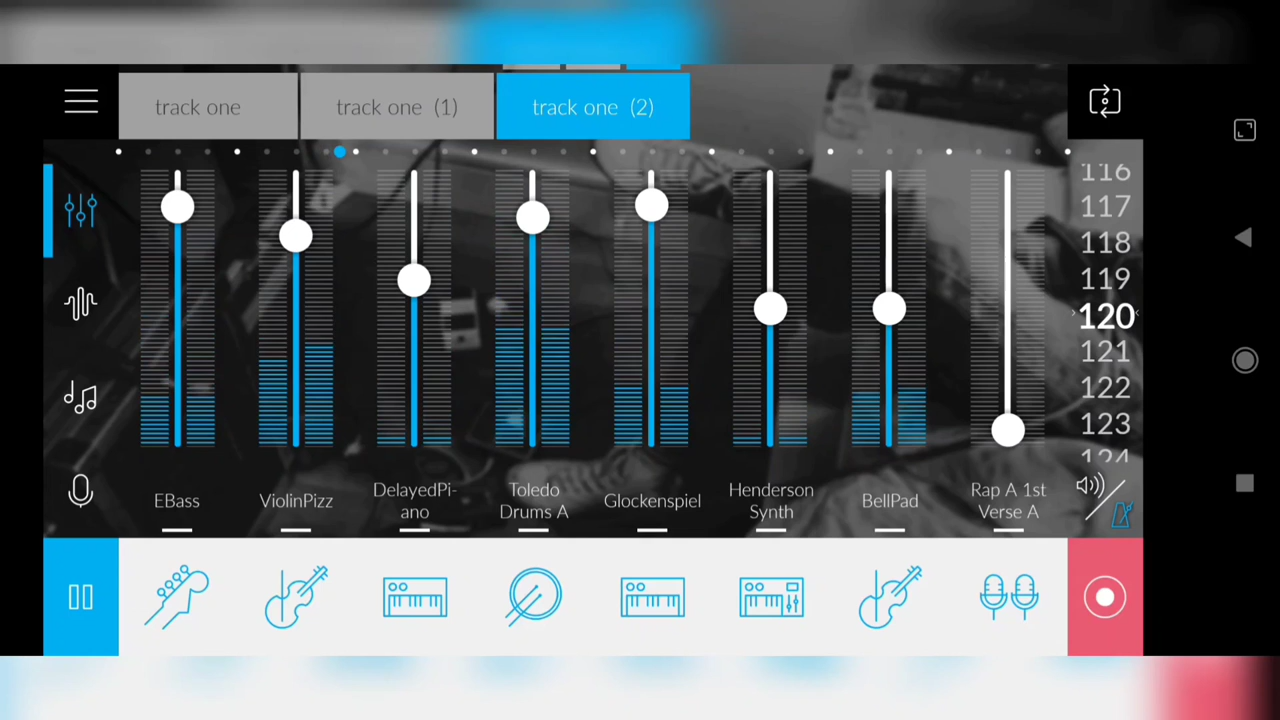 track one
track one (1)
track one (2)
116
117
118
119
120
121
122
123
124
EBass
ViolinPizz
DelayedPi-
ano
Toledo
Drums A
Glockenspiel
Henderson
Synth
BellPad
Rap A 1st
Verse A